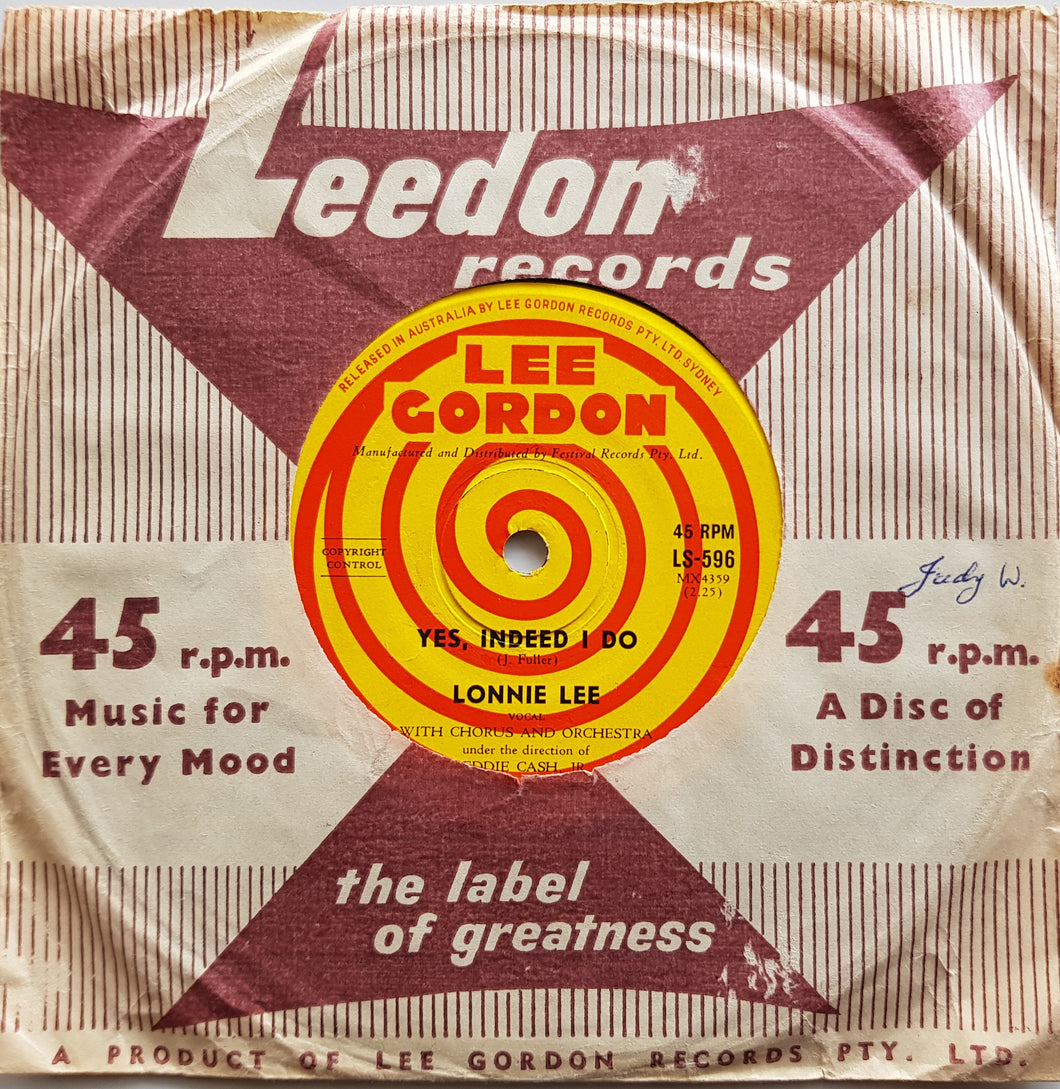 Leedon
records
RELEASED IN AUSTRALIA BY LEE GORDON RECORDS PTY. LTD. SYDNEY
LEE
GORDON
Manufactured and Distributed by Festival Records Pty. Ltd.
COPYRIGHT
CONTROL
45 RPM
LS-596
MX4359
(2.25)
YES, INDEED I DO
(J. Fuller)
LONNIE LEE
VOCAL
WITH CHORUS AND ORCHESTRA
under the direction of
EDDIE CASH, JR
45 r.p.m.
Music for
Every Mood
Judy W.
45 r.p.m.
A Disc of
Distinction
the label
of greatness
A PRODUCT OF LEE GORDON RECORDS PTY. LTD.